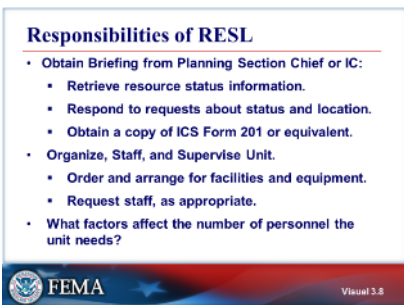 Responsibilities of RESL
• Obtain Briefing from Planning Section Chief or IC:
▪ Retrieve resource status information.
▪ Respond to requests about status and location.
▪ Obtain a copy of ICS Form 201 or equivalent.
• Organize, Staff, and Supervise Unit.
▪ Order and arrange for facilities and equipment.
▪ Request staff, as appropriate.
• What factors affect the number of personnel the
unit needs?
FEMA
Visual 3.8